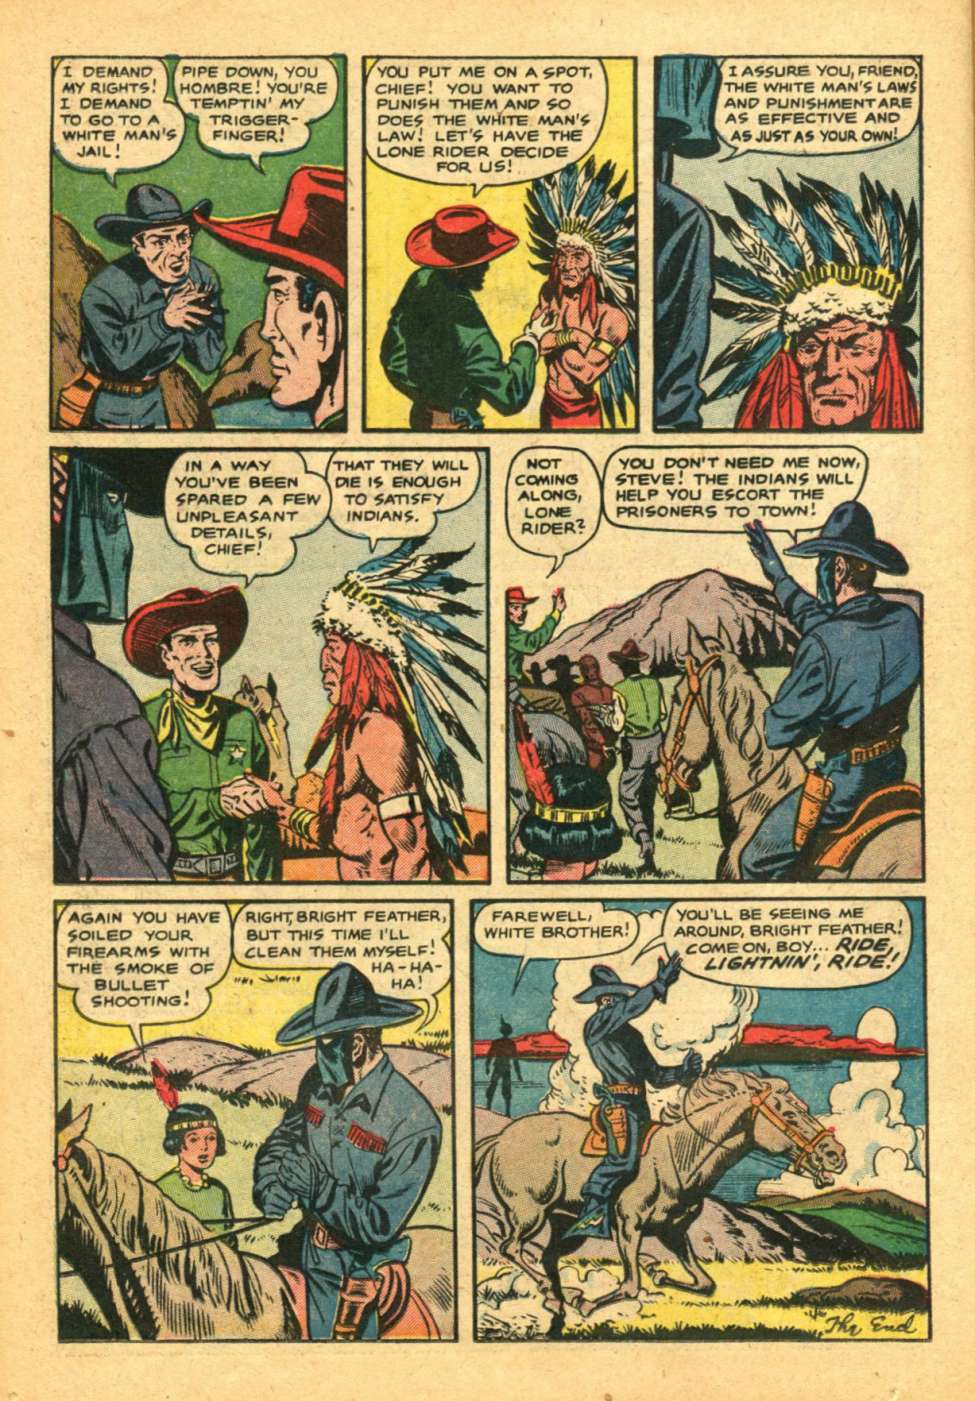 I DEMAND
MY RIGHTS!
I DEMAND
TO GO TO A
WHITE MAN'S
JAIL!
PIPE DOWN, YOU
HOMBRE! YOU'RE
TEMPTIN' MY
TRIGGER-
FINGER!
YOU PUT ME ON A SPOT,
CHIEF! YOU WANT TO
PUNISH THEM AND SO
DOES THE WHITE MAN'S
LAW! LET'S HAVE THE
LONE RIDER DECIDE
FOR US!
I ASSURE YOU, FRIEND,
THE WHITE MAN'S LAWS
AND PUNISHMENT ARE
AS EFFECTIVE AND
AS JUST AS YOUR OWN!
IN A WAY
YOU'VE BEEN
SPARED A FEW
UNPLEASANT
DETAILS,
CHIEF!
THAT THEY WILL
DIE IS ENOUGH
TO SATISFY
INDIANS.
NOT
COMING
ALONG,
LONE
RIDER?
YOU DON'T NEED ME NOW,
STEVE! THE INDIANS WILL
HELP YOU ESCORT THE
PRISONERS TO TOWN!
AGAIN YOU HAVE
SOILED YOUR
FIREARMS WITH
THE SMOKE OF
BULLET
SHOOTING!
RIGHT, BRIGHT FEATHER,
BUT THIS TIME I'LL
CLEAN THEM MYSELF!
HA-HA-
HA!
FAREWELL,
WHITE BROTHER!
YOU'LL BE SEEING ME
AROUND, BRIGHT FEATHER!
COME ON, BOY... RIDE,
LIGHTNIN', RIDE!
The End